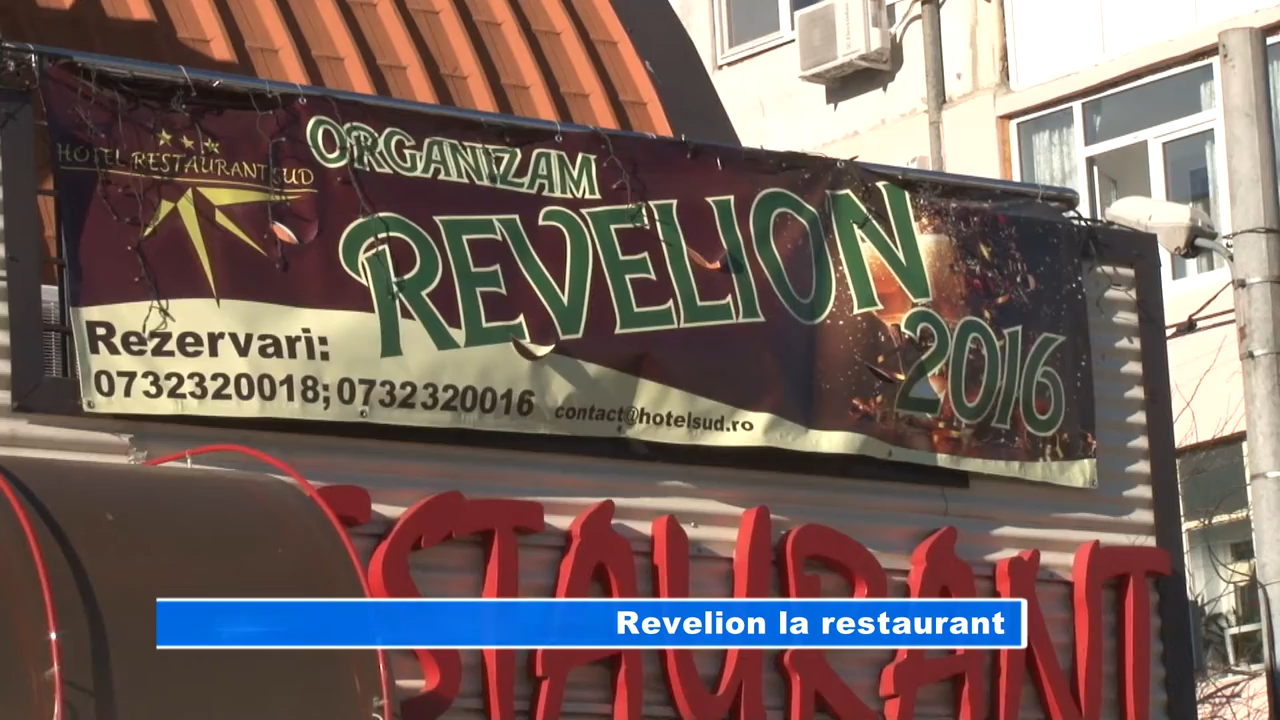 HOTEL RESTAURANT SUD
ORGANIZAM
REVELION
2016
Rezervari:
0732320018; 0732320016
contact@hotelsud.ro
STAURANT
Revelion la restaurant